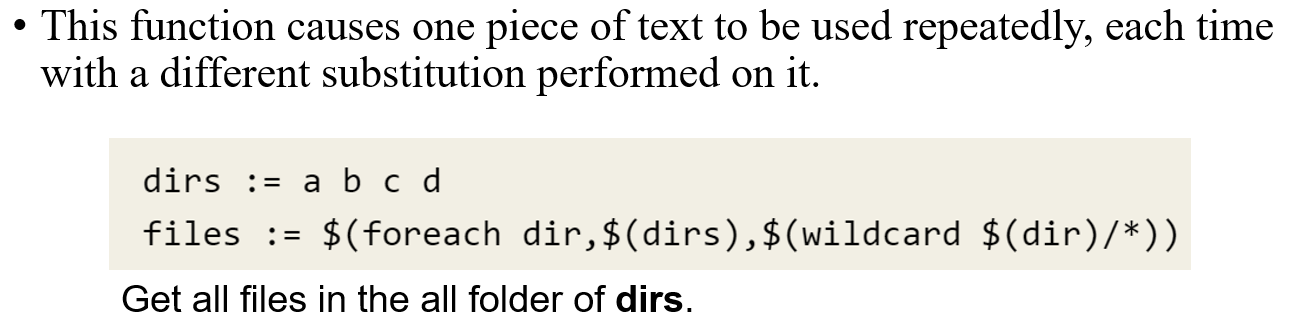 • This function causes one piece of text to be used repeatedly, each time
with a different substitution performed on it.
dirs := a b c d
files := $(foreach dir,$(dirs),$(wildcard $(dir)/*))
Get all files in the all folder of dirs.